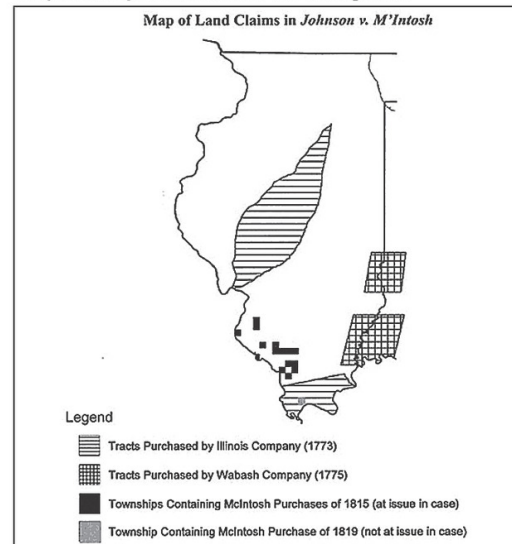 Map of Land Claims in Johnson v. M'Intosh
Legend
Tracts Purchased by Illinois Company (1773)
Tracts Purchased by Wabash Company (1775)
Townships Containing McIntosh Purchases of 1815 (at issue in case)
Township Containing McIntosh Purchase of 1819 (not at issue in case)